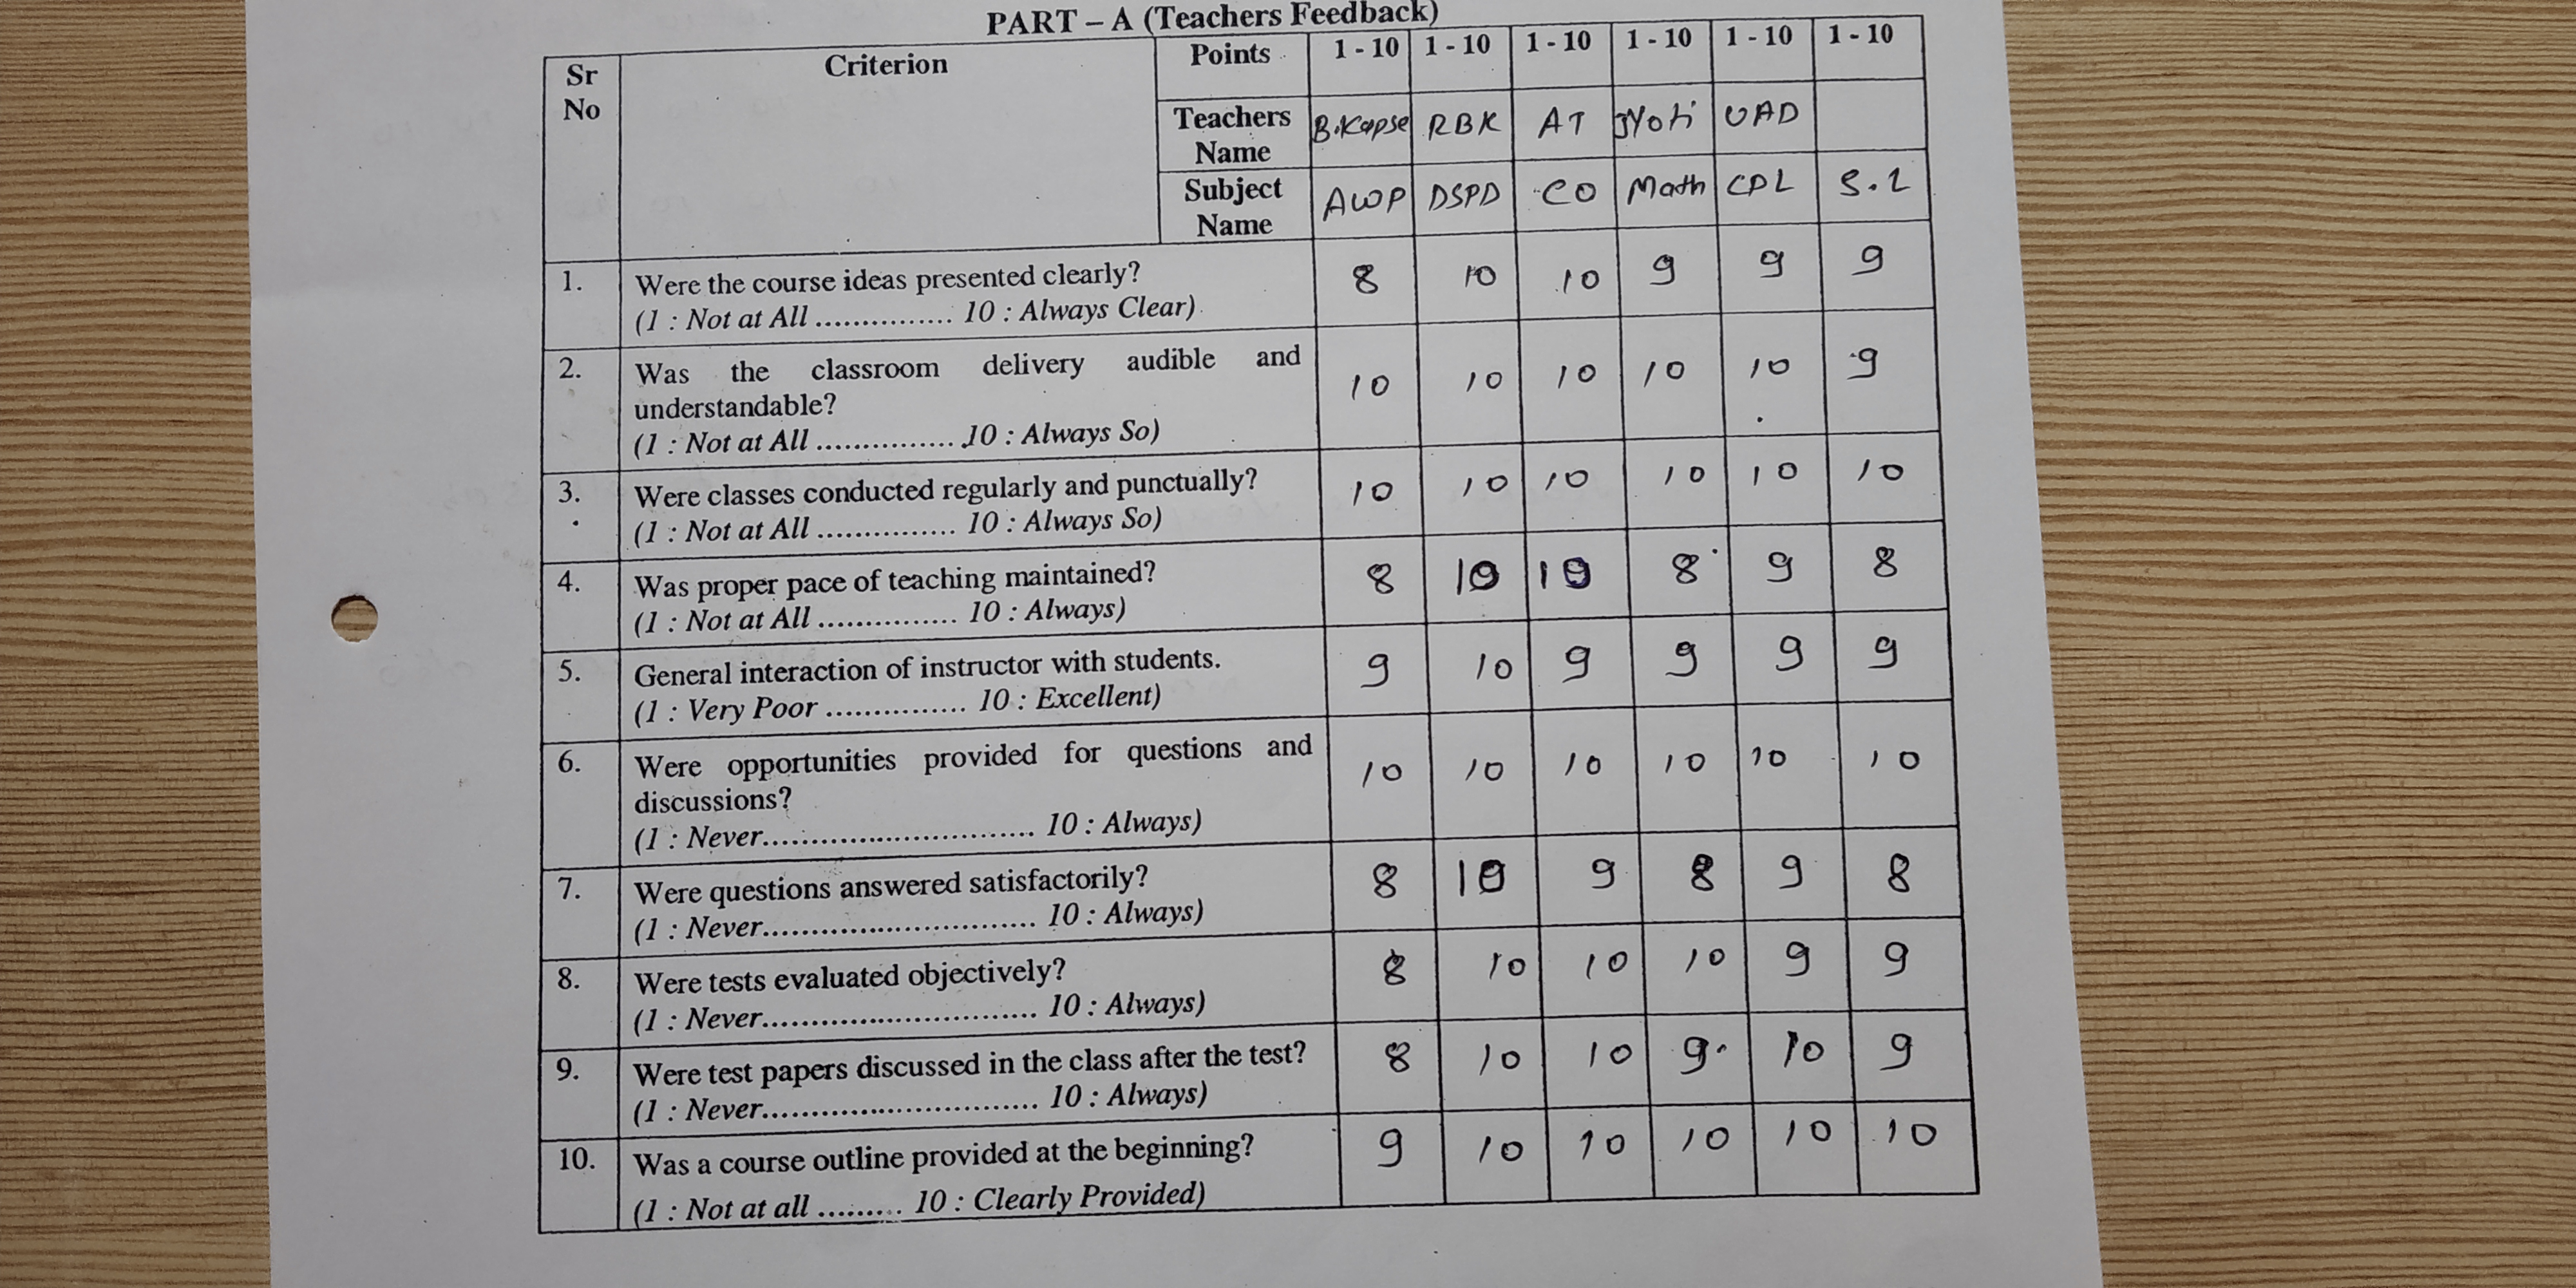 PART – A (Teachers Feedback)
Sr No Criterion Points 1 - 10 1 - 10 1 - 10 1 - 10 1 - 10 1 - 10
Teachers Name B.Kapse RBK AT Jyoti UAD
Subject Name AWP DSPD CO Math CPL S.L
1. Were the course ideas presented clearly? 8 10 10 9 9 9
(1 : Not at All ............... 10 : Always Clear)
2. Was the classroom delivery audible and
understandable? 10 10 10 10 10 9
(1 : Not at All ............... 10 : Always So)
3. Were classes conducted regularly and punctually? 10 10 10 10 10 10
(1 : Not at All ............... 10 : Always So)
4. Was proper pace of teaching maintained? 8 10 10 8 9 8
(1 : Not at All ............... 10 : Always)
5. General interaction of instructor with students. 9 10 9 9 9 9
(1 : Very Poor ............... 10 : Excellent)
6. Were opportunities provided for questions and
discussions? 10 10 10 10 10 10
(1 : Never.............................. 10 : Always)
7. Were questions answered satisfactorily? 8 10 9 8 9 8
(1 : Never.............................. 10 : Always)
8. Were tests evaluated objectively? 8 10 10 10 9 9
(1 : Never.............................. 10 : Always)
9. Were test papers discussed in the class after the test? 8 10 10 9 10 9
(1 : Never.............................. 10 : Always)
10. Was a course outline provided at the beginning? 9 10 10 10 10 10
(1 : Not at all ......... 10 : Clearly Provided)